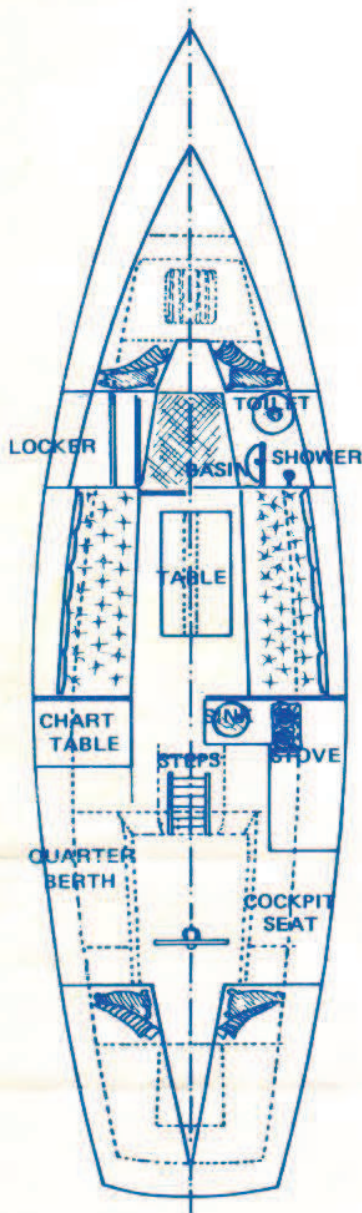 TOILET
LOCKER
SHOWER
BASIN
TABLE
CHART
TABLE
SINK
STOVE
STEPS
QUARTER
BERTH
COCKPIT
SEAT